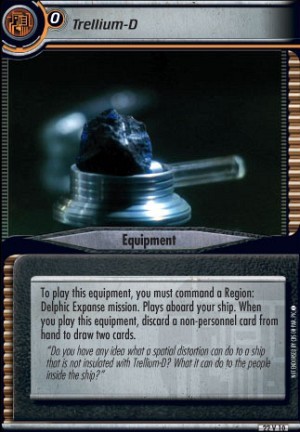 0
Trellium-D
Equipment
To play this equipment, you must command a Region:
Delphic Expanse mission. Plays aboard your ship. When
you play this equipment, discard a non-personnel card from
hand to draw two cards.
"Do you have any idea what a spatial distortion can do to a ship
that is not insulated with Trellium-D? What it can do to the people
inside the ship?"